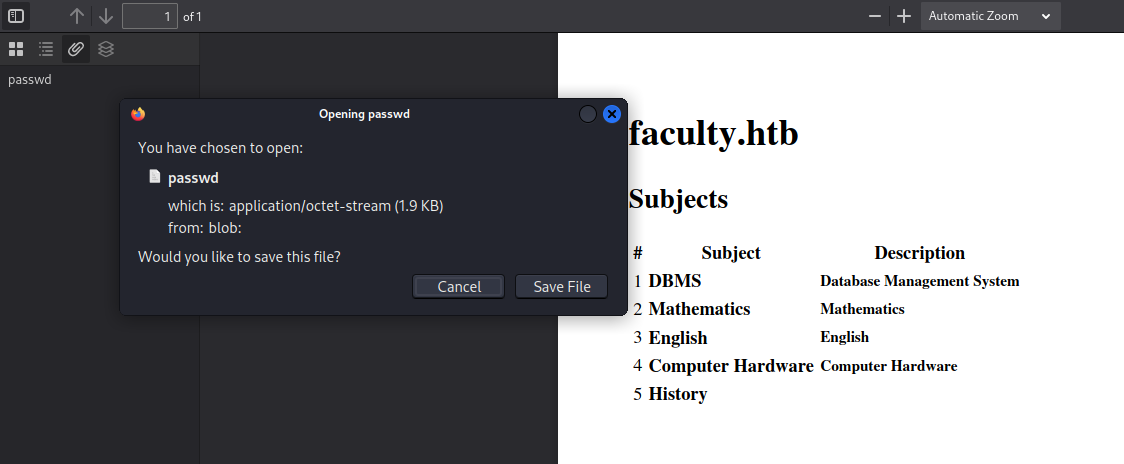 1 of 1
Automatic Zoom
passwd
Opening passwd
You have chosen to open:
passwd
which is: application/octet-stream (1.9 KB)
from: blob:
Would you like to save this file?
Cancel Save File
faculty.htb
Subjects
# Subject Description
1 DBMS Database Management System
2 Mathematics Mathematics
3 English English
4 Computer Hardware Computer Hardware
5 History